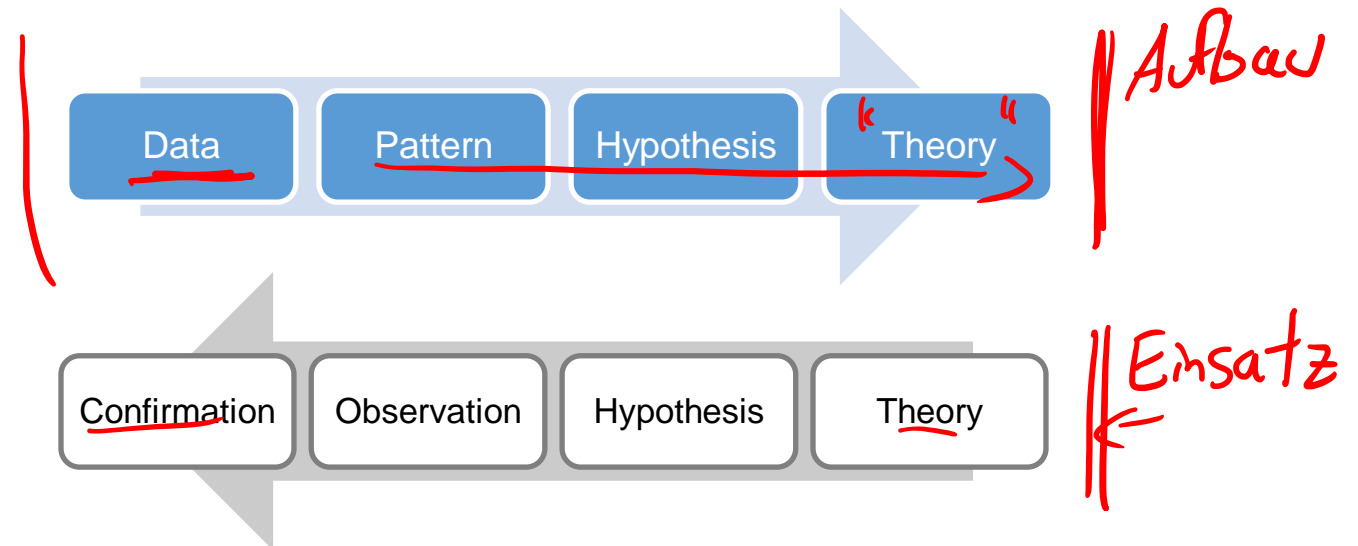 Data Pattern Hypothesis "Theory" Aufbau
Confirmation Observation Hypothesis Theory Einsatz